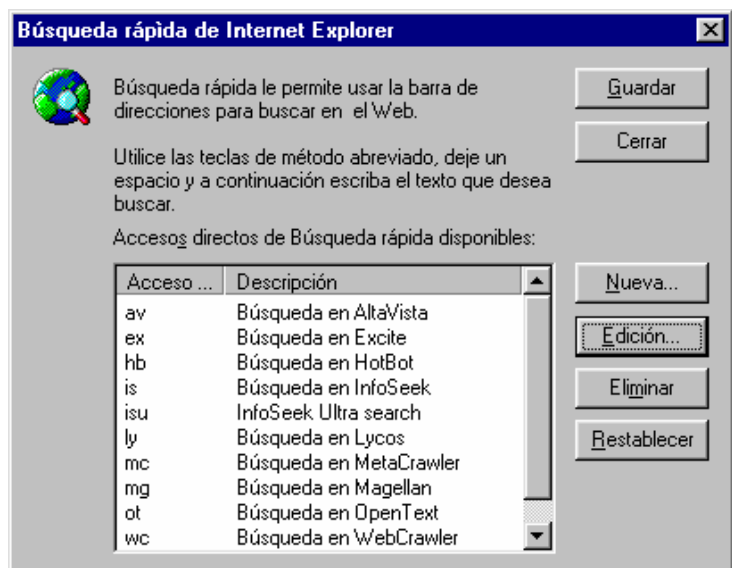 Búsqueda rápìda de Internet Explorer
Búsqueda rápida le permite usar la barra de
direcciones para buscar en el Web.
Utilice las teclas de método abreviado, deje un
espacio y a continuación escriba el texto que desea
buscar.
Guardar
Cerrar
Accesos directos de Búsqueda rápida disponibles:
Acceso ... Descripción
av Búsqueda en AltaVista
ex Búsqueda en Excite
hb Búsqueda en HotBot
is Búsqueda en InfoSeek
isu InfoSeek Ultra search
ly Búsqueda en Lycos
mc Búsqueda en MetaCrawler
mg Búsqueda en Magellan
ot Búsqueda en OpenText
wc Búsqueda en WebCrawler
Nueva...
Edición...
Eliminar
Restablecer